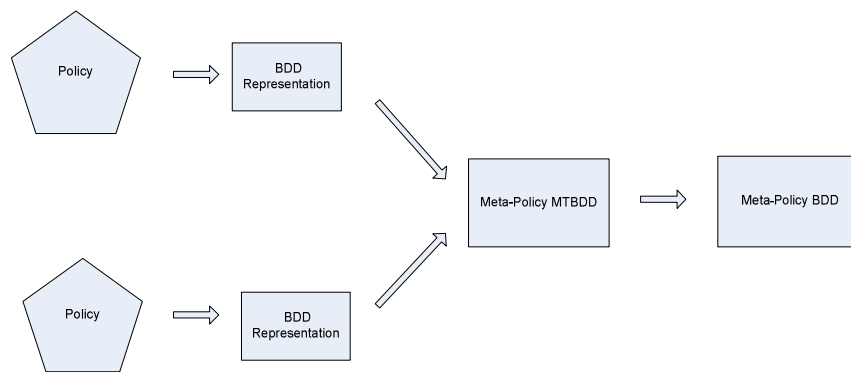 Policy
BDD
Representation
Meta-Policy MTBDD
Meta-Policy BDD
Policy
BDD
Representation